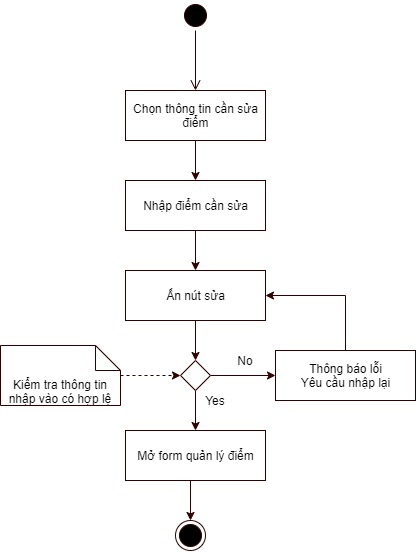 Chọn thông tin cần sửa
điểm
Nhập điểm cần sửa
Ấn nút sửa
No
Thông báo lỗi
Yêu cầu nhập lại
Kiểm tra thông tin
nhập vào có hợp lệ
Yes
Mở form quản lý điểm